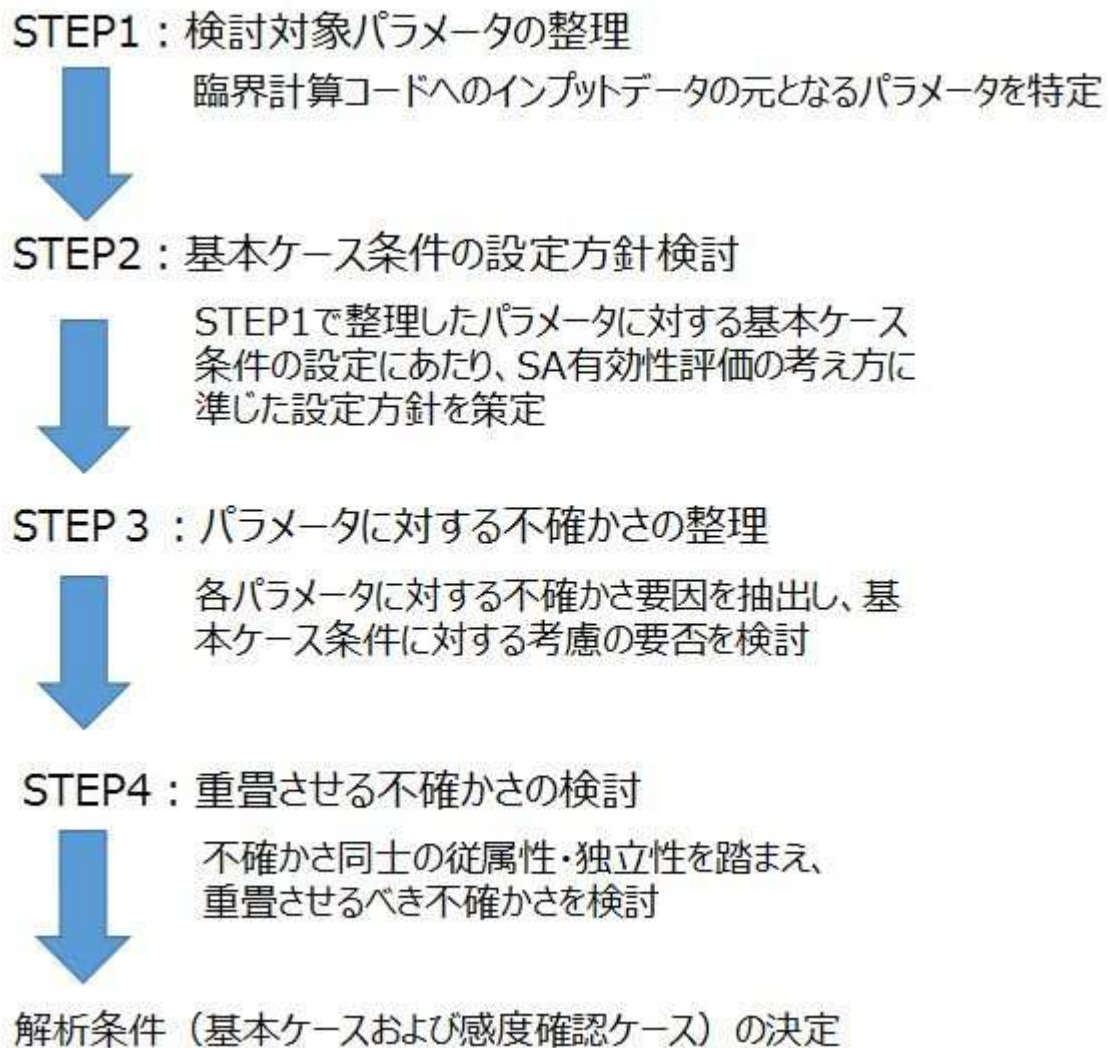 STEP1：検討対象パラメータの整理
臨界計算コードへのインプットデータの元となるパラメータを特定
STEP2：基本ケース条件の設定方針検討
STEP1で整理したパラメータに対する基本ケース
条件の設定にあたり、SA有効性評価の考え方に
準じた設定方針を策定
STEP３：パラメータに対する不確かさの整理
各パラメータに対する不確かさ要因を抽出し、基
本ケース条件に対する考慮の要否を検討
STEP4：重畳させる不確かさの検討
不確かさ同士の従属性・独立性を踏まえ、
重畳させるべき不確かさを検討
解析条件（基本ケースおよび感度確認ケース）の決定